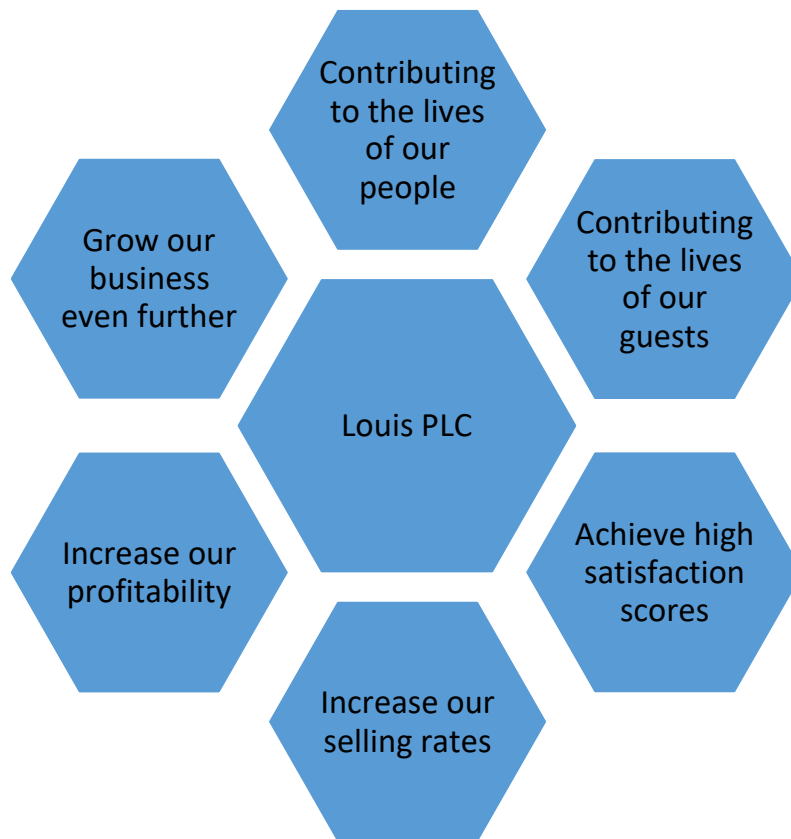 Contributing
to the lives
of our
people
Contributing
to the lives
of our
guests
Grow our
business
even further
Louis PLC
Achieve high
satisfaction
scores
Increase our
profitability
Increase our
selling rates